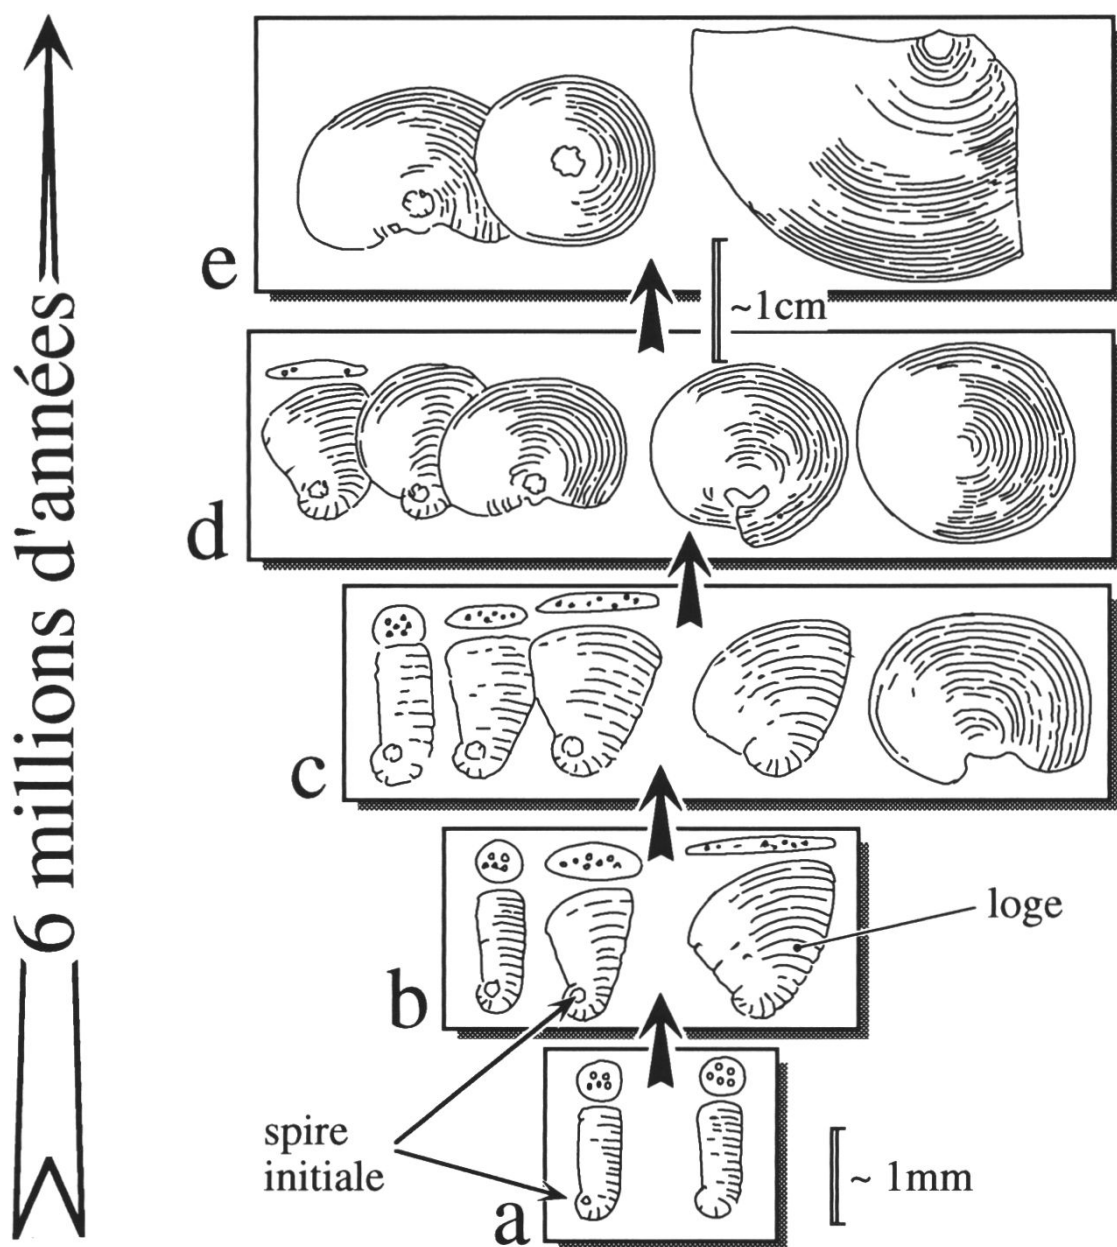 6 millions d'années
e
~1cm
d
c
b
loge
spire
initiale
a
~ 1mm